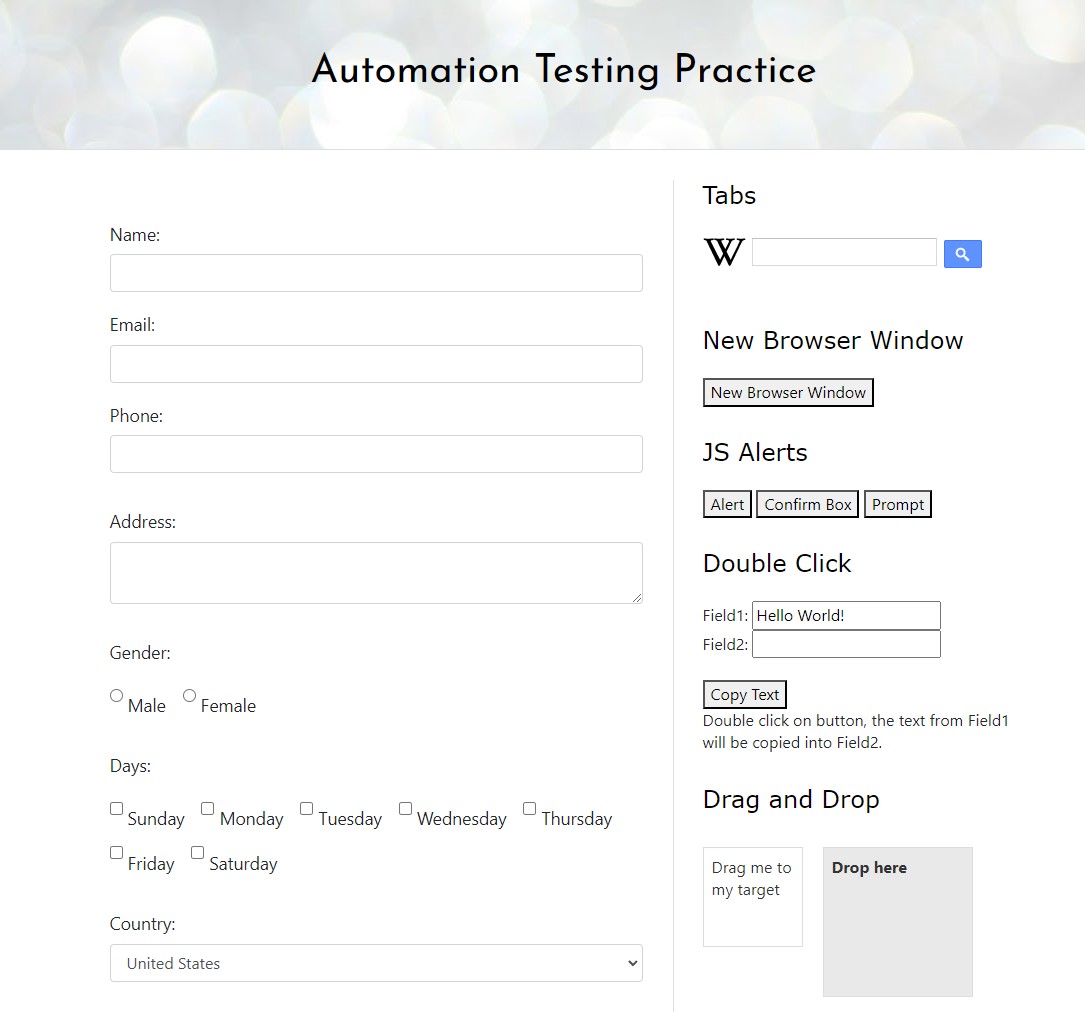 Automation Testing Practice
Name:
Email:
Phone:
Address:
Gender:
Male Female
Days:
Sunday Monday Tuesday Wednesday Thursday
Friday Saturday
Country:
United States
Tabs
W
New Browser Window
New Browser Window
JS Alerts
Alert Confirm Box Prompt
Double Click
Field1: Hello World!
Field2:
Copy Text
Double click on button, the text from Field1
will be copied into Field2.
Drag and Drop
Drag me to
my target
Drop here